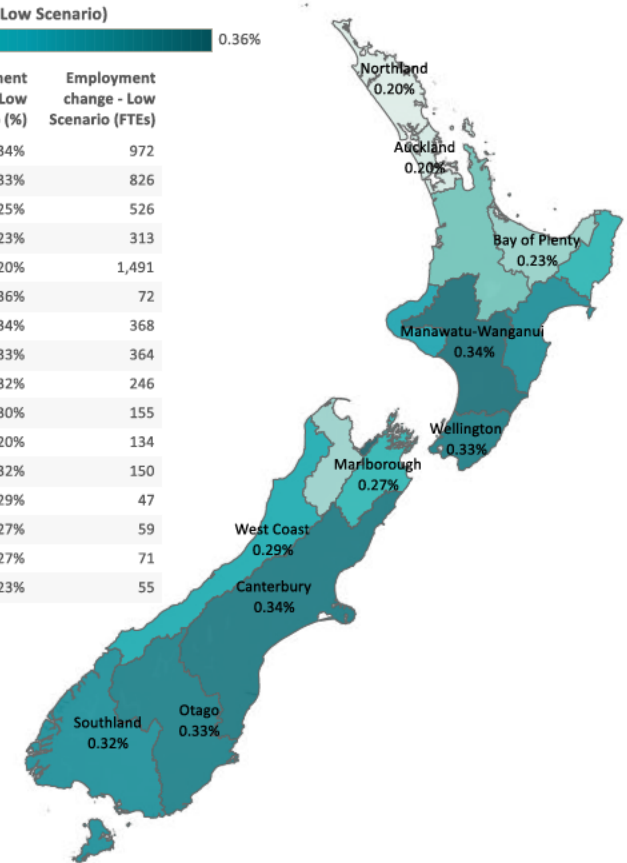 Low Scenario)
0.36%
ment
Low
(%)
Employment
change - Low
Scenario (FTEs)
34% 972
33% 826
25% 526
23% 313
20% 1,491
36% 72
34% 368
33% 364
32% 246
30% 155
20% 134
32% 150
29% 47
27% 59
27% 71
23% 55
Northland
0.20%
Auckland
0.20%
Bay of Plenty
0.23%
Manawatu-Wanganui
0.34%
Wellington
0.33%
Marlborough
0.27%
West Coast
0.29%
Canterbury
0.34%
Otago
0.33%
Southland
0.32%